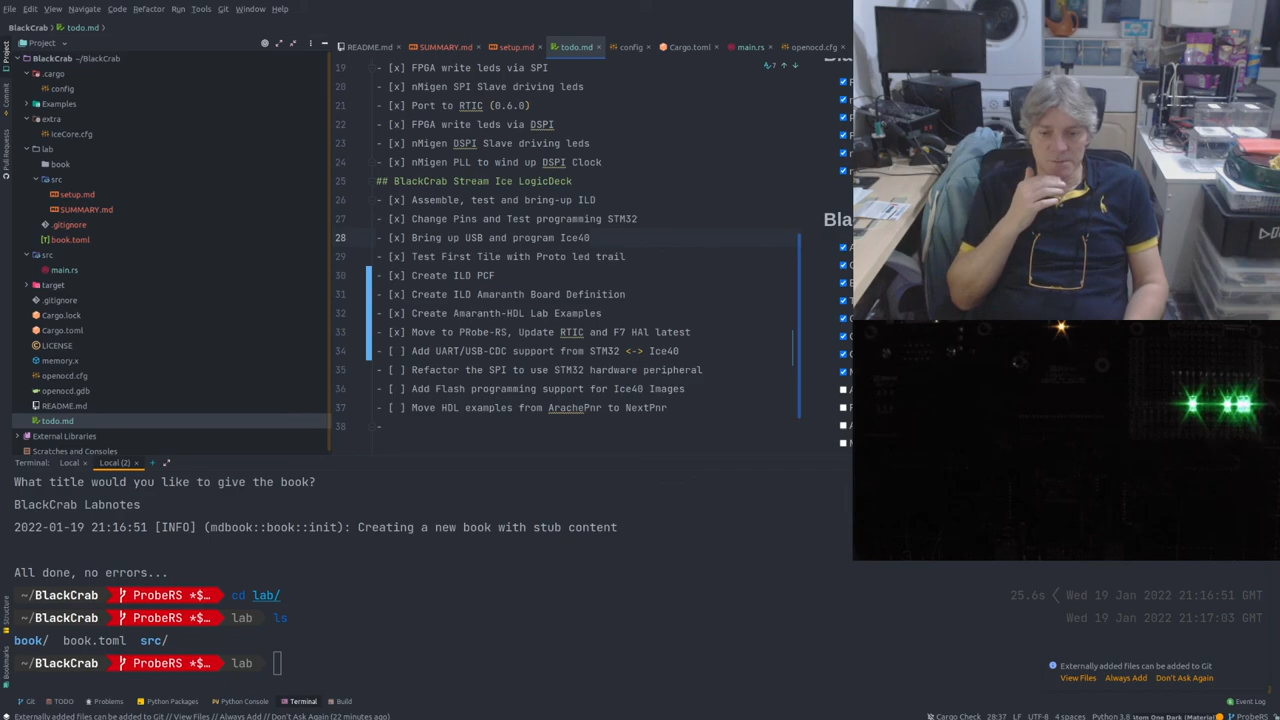 File Edit View Navigate Code Refactor Run Tools Git Window Help
BlackCrab todo.md
Project README.md SUMMARY.md setup.md todo.md config Cargo.toml main.rs openocd.cfg
BlackCrab ~/BlackCrab
.cargo
config
Examples
extra
iceCore.cfg
lab
book
src
setup.md
SUMMARY.md
.gitignore
book.toml
src
main.rs
target
.gitignore
Cargo.lock
Cargo.toml
LICENSE
memory.x
openocd.cfg
openocd.gdb
README.md
todo.md
External Libraries
Scratches and Consoles
Project
Commit
Pull Requests
Structure
Bookmarks
7
19 - [x] FPGA write leds via SPI
20 - [x] nMigen SPI Slave driving leds
21 - [x] Port to RTIC (0.6.0)
22 - [x] FPGA write leds via DSPI
23 - [x] nMigen DSPI Slave driving leds
24 - [x] nMigen PLL to wind up DSPI Clock
25 ## BlackCrab Stream Ice LogicDeck
26 - [x] Assemble, test and bring-up ILD
27 - [x] Change Pins and Test programming STM32
28 - [x] Bring up USB and program Ice40
29 - [x] Test First Tile with Proto led trail
30 - [x] Create ILD PCF
31 - [x] Create ILD Amaranth Board Definition
32 - [x] Create Amaranth-HDL Lab Examples
33 - [x] Move to PRobe-RS, Update RTIC and F7 HAl latest
34 - [ ] Add UART/USB-CDC support from STM32 <-> Ice40
35 - [ ] Refactor the SPI to use STM32 hardware peripheral
36 - [ ] Add Flash programming support for Ice40 Images
37 - [ ] Move HDL examples from ArachePnr to NextPnr
38 -
Bla
Terminal: Local Local (2) +
What title would you like to give the book?
BlackCrab Labnotes
2022-01-19 21:16:51 [INFO] (mdbook::book::init): Creating a new book with stub content
All done, no errors...
~/BlackCrab ProbeRS *$… cd lab/ 25.6s Wed 19 Jan 2022 21:16:51 GMT
~/BlackCrab ProbeRS *$… lab ls Wed 19 Jan 2022 21:17:03 GMT
book/ book.toml src/
~/BlackCrab ProbeRS *$… lab
Externally added files can be added to Git
View Files Always Add Don't Ask Again
Git TODO Problems Python Packages Python Console Terminal Build Event Log
Externally added files can be added to Git // View Files // Always Add // Don't Ask Again (22 minutes ago) Cargo Check 28:37 LF UTF-8 4 spaces Python 3.8 Atom One Dark (Material) ProbeRS